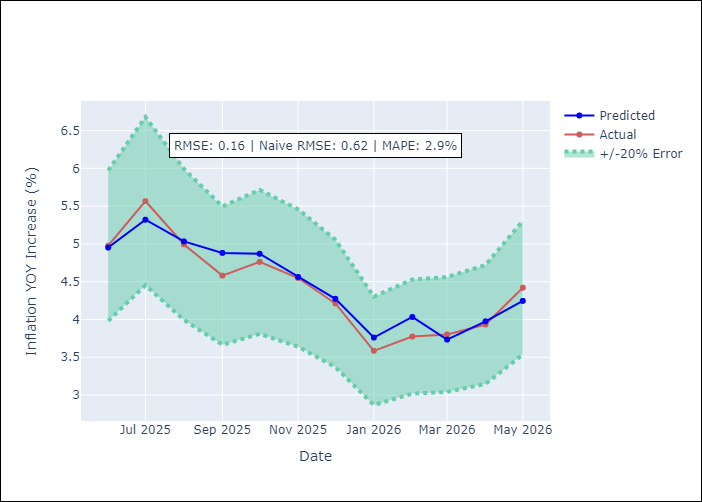 RMSE: 0.16 | Naive RMSE: 0.62 | MAPE: 2.9%
Predicted
Actual
+/-20% Error
Inflation YOY Increase (%)
6.5
6
5.5
5
4.5
4
3.5
3
Jul 2025
Sep 2025
Nov 2025
Jan 2026
Mar 2026
May 2026
Date